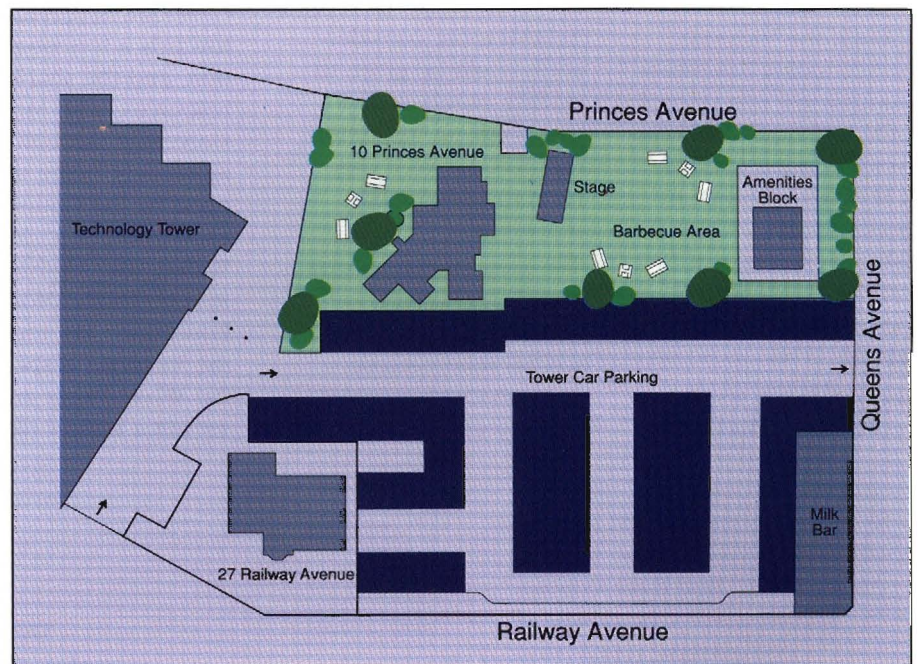 Princes Avenue
10 Princes Avenue
Stage
Amenities
Block
Technology Tower
Barbecue Area
Queens Avenue
Tower Car Parking
Milk
Bar
27 Railway Avenue
Railway Avenue